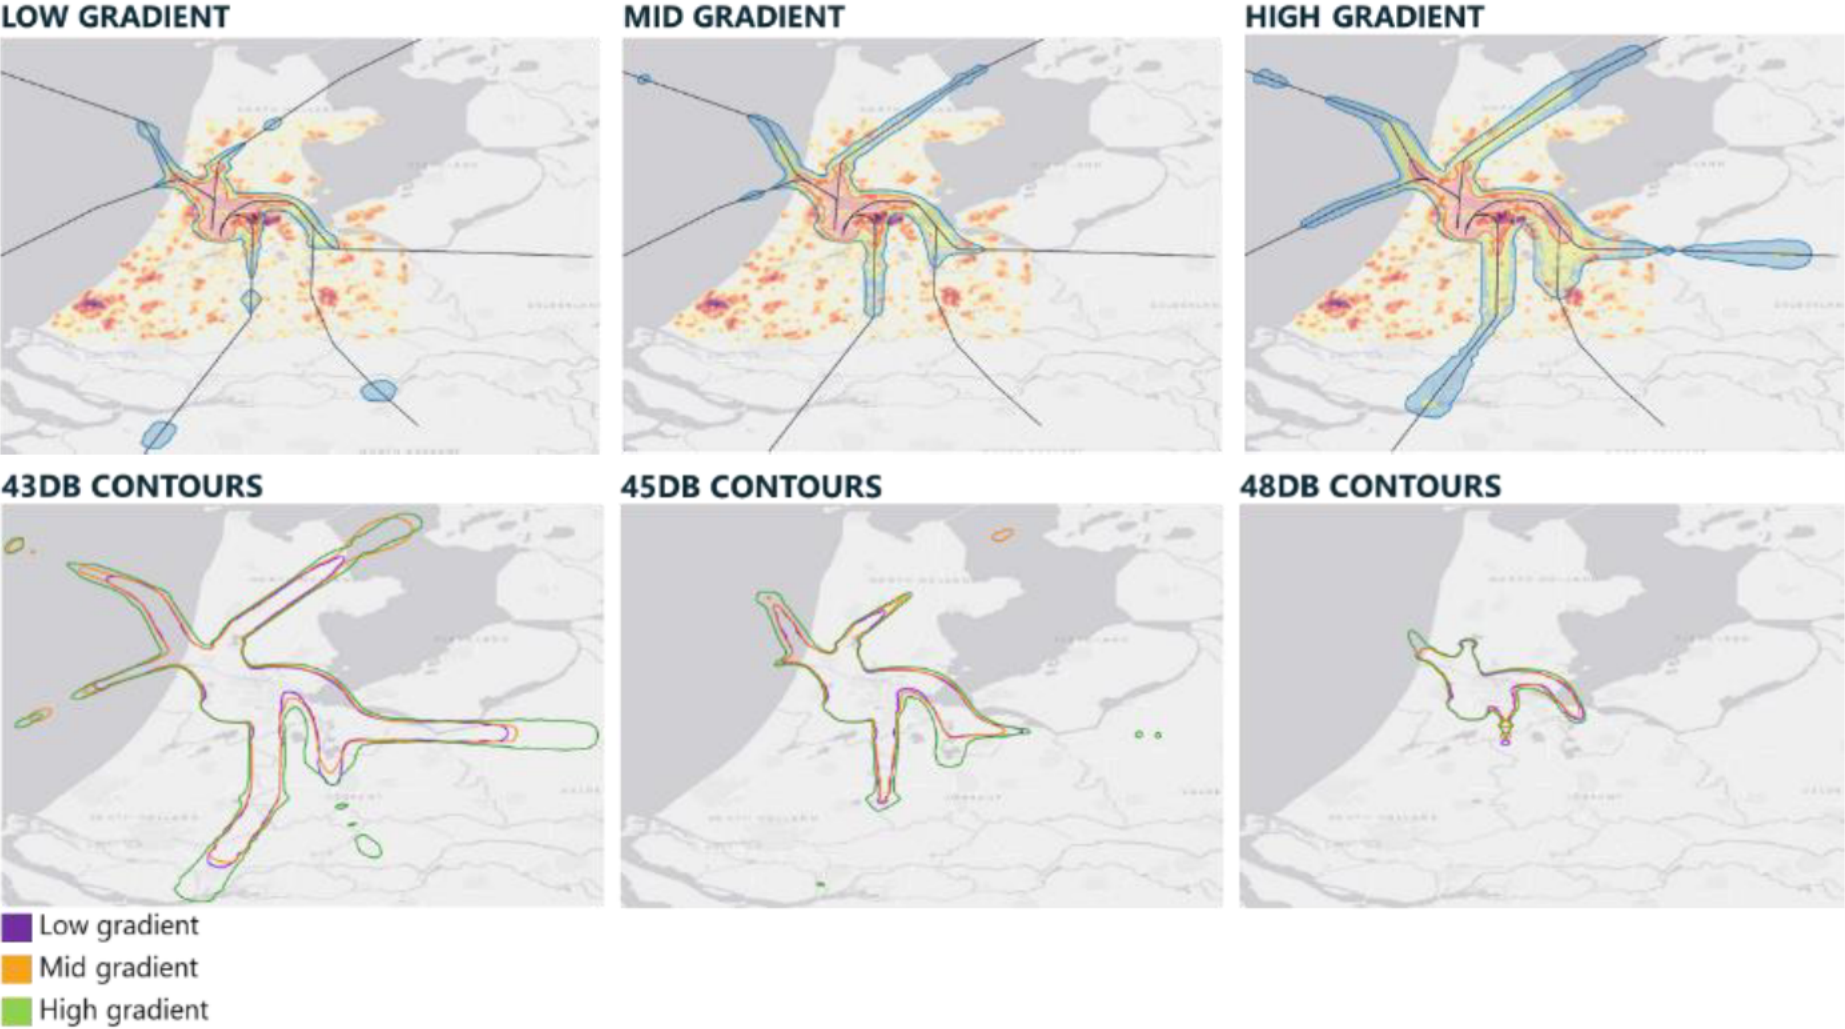 LOW GRADIENT
MID GRADIENT
HIGH GRADIENT
43DB CONTOURS
45DB CONTOURS
48DB CONTOURS
Low gradient
Mid gradient
High gradient